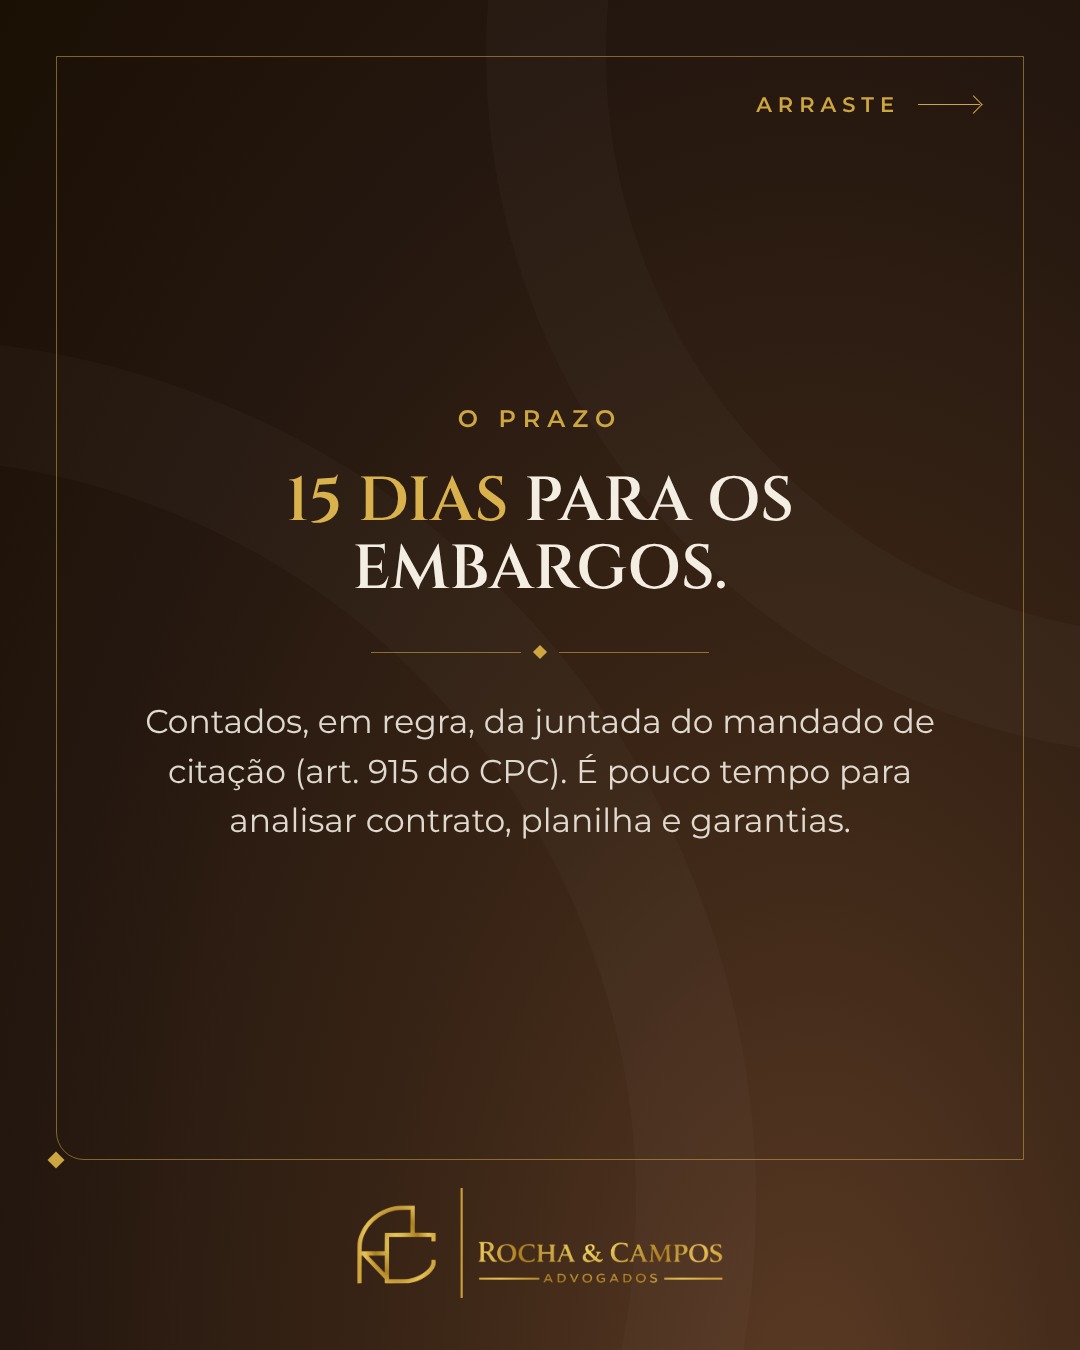 ARRASTE
O PRAZO
15 DIAS PARA OS
EMBARGOS.
Contados, em regra, da juntada do mandado de
citação (art. 915 do CPC). É pouco tempo para
analisar contrato, planilha e garantias.
ROCHA & CAMPOS
ADVOGADOS